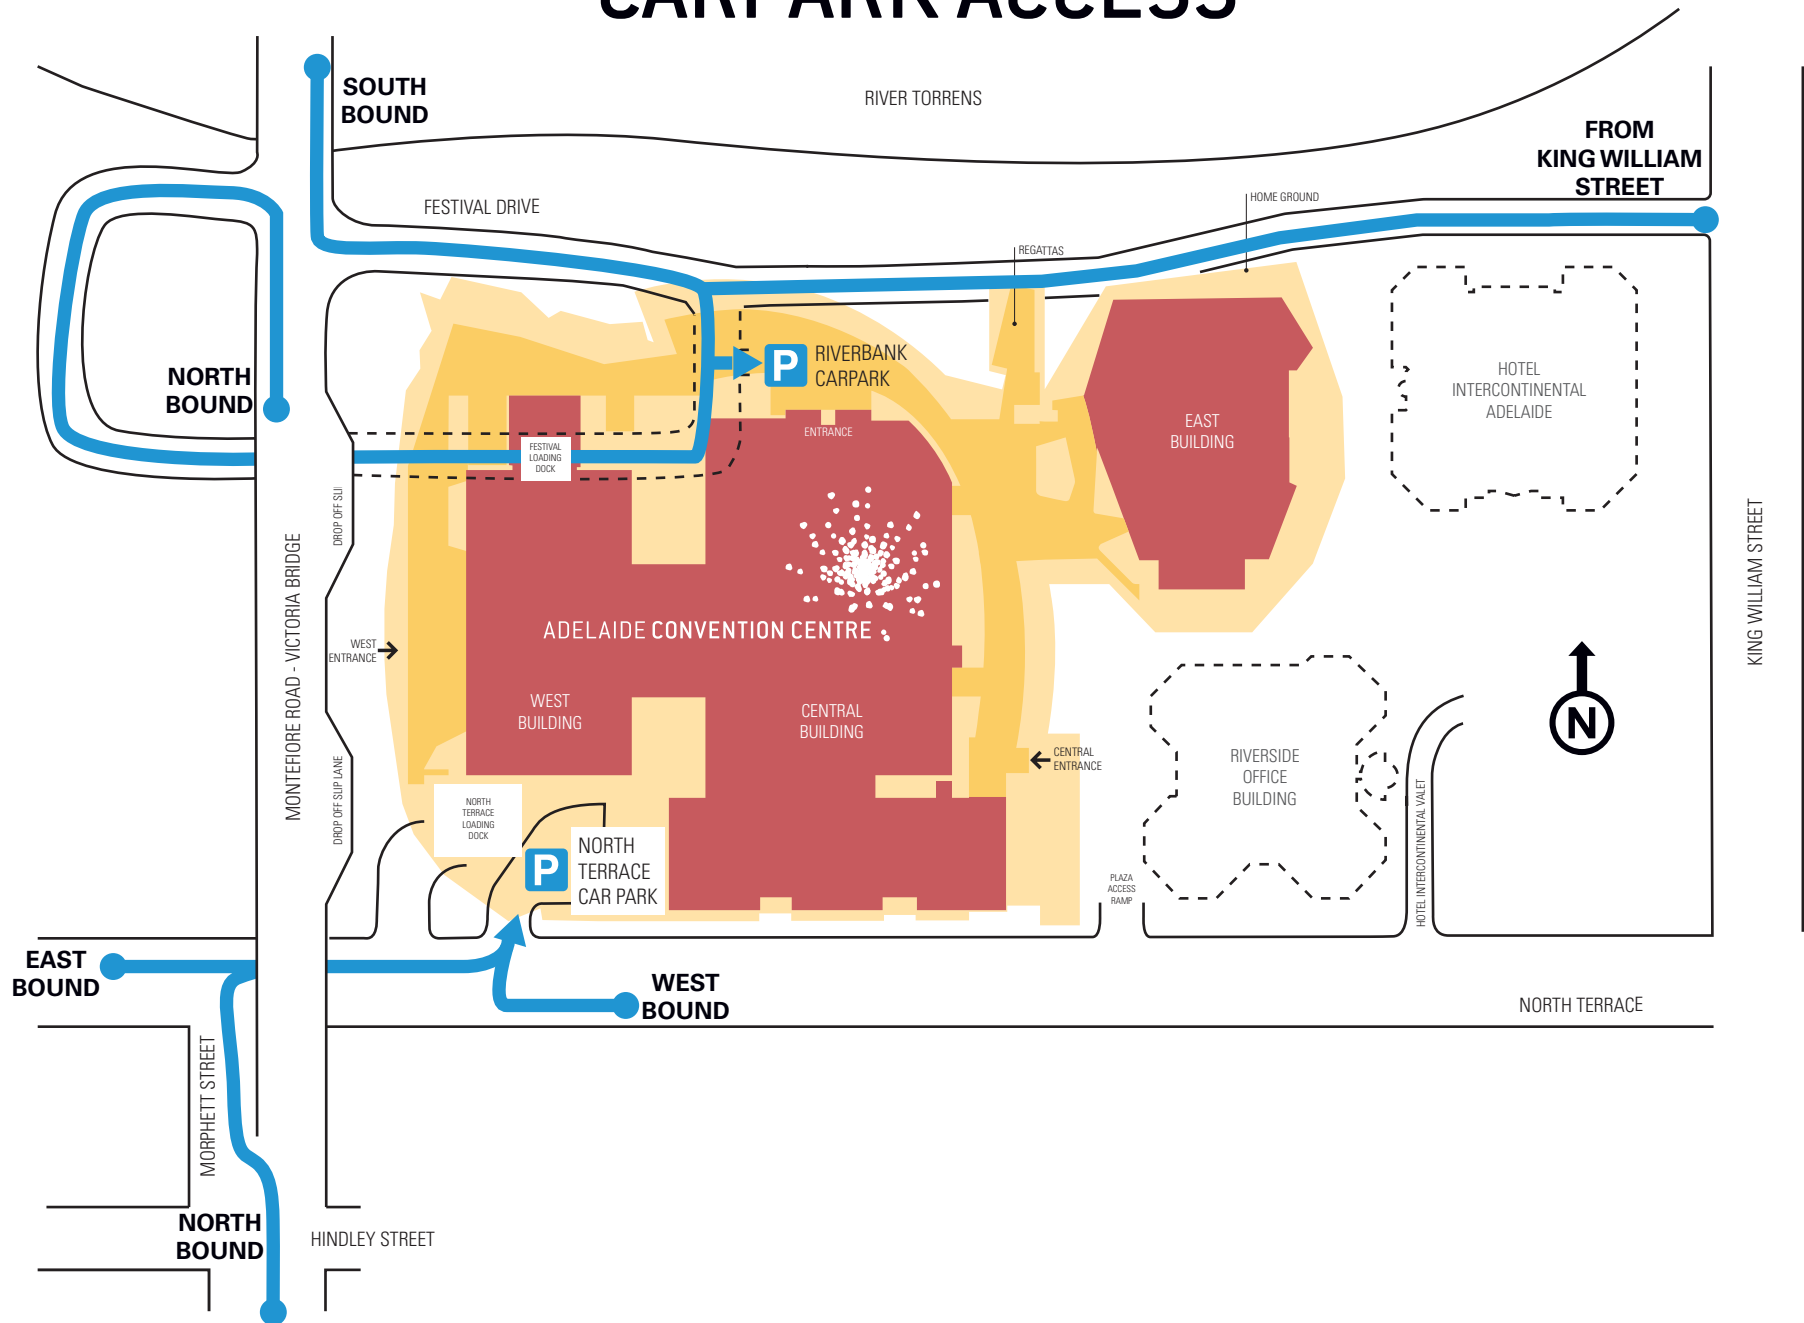 CARPARK ACCESS
SOUTH
BOUND
RIVER TORRENS
FROM
KING WILLIAM
STREET
FESTIVAL DRIVE
HOME GROUND
REGATTAS
NORTH
BOUND
P
RIVERBANK
CARPARK
HOTEL
INTERCONTINENTAL
ADELAIDE
ENTRANCE
EAST
BUILDING
FESTIVAL
LOADING
DOCK
DROP OFF SLI
MONTEFIORE ROAD - VICTORIA BRIDGE
KING WILLIAM STREET
WEST
ENTRANCE
ADELAIDE CONVENTION CENTRE
WEST
BUILDING
CENTRAL
BUILDING
N
CENTRAL
ENTRANCE
RIVERSIDE
OFFICE
BUILDING
DROP OFF SLIP LANE
NORTH
TERRACE
LOADING
DOCK
P
NORTH
TERRACE
CAR PARK
PLAZA
ACCESS
RAMP
HOTEL INTERCONTINENTAL VALET
EAST
BOUND
WEST
BOUND
NORTH TERRACE
MORPHETT STREET
NORTH
BOUND
HINDLEY STREET